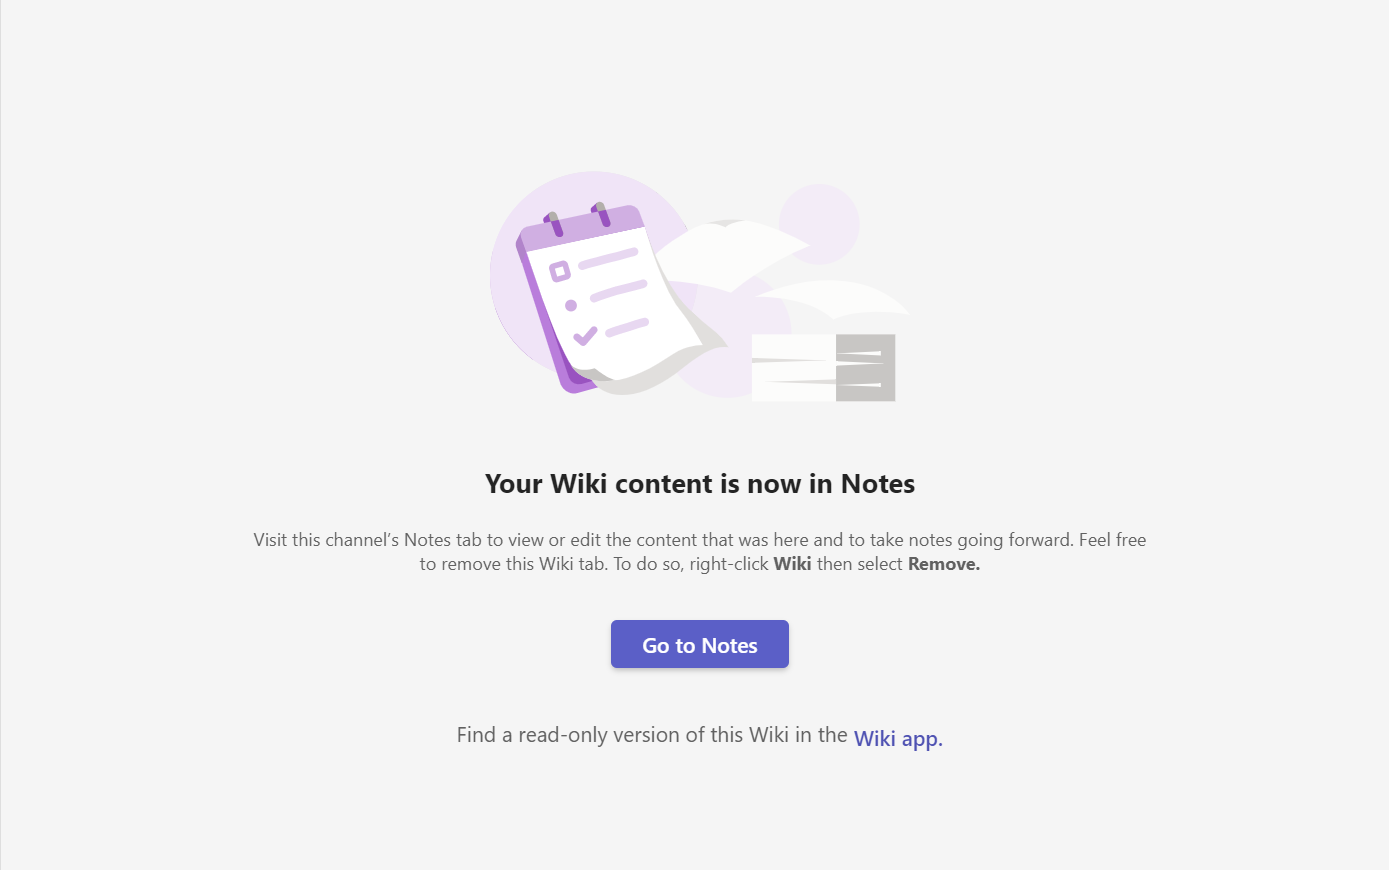 Your Wiki content is now in Notes
Visit this channel’s Notes tab to view or edit the content that was here and to take notes going forward. Feel free
to remove this Wiki tab. To do so, right-click Wiki then select Remove.
Go to Notes
Find a read-only version of this Wiki in the Wiki app.